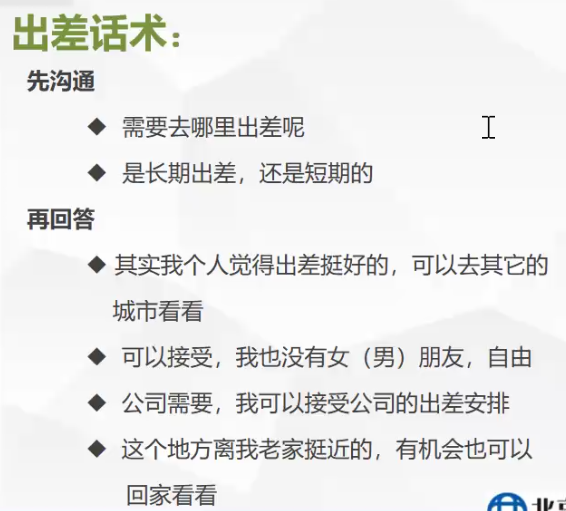 出差话术：
先沟通
◆ 需要去哪里出差呢
◆ 是长期出差，还是短期的
再回答
◆ 其实我个人觉得出差挺好的，可以去其它的
城市看看
◆ 可以接受，我也没有女（男）朋友，自由
◆ 公司需要，我可以接受公司的出差安排
◆ 这个地方离我老家挺近的，有机会也可以
回家看看